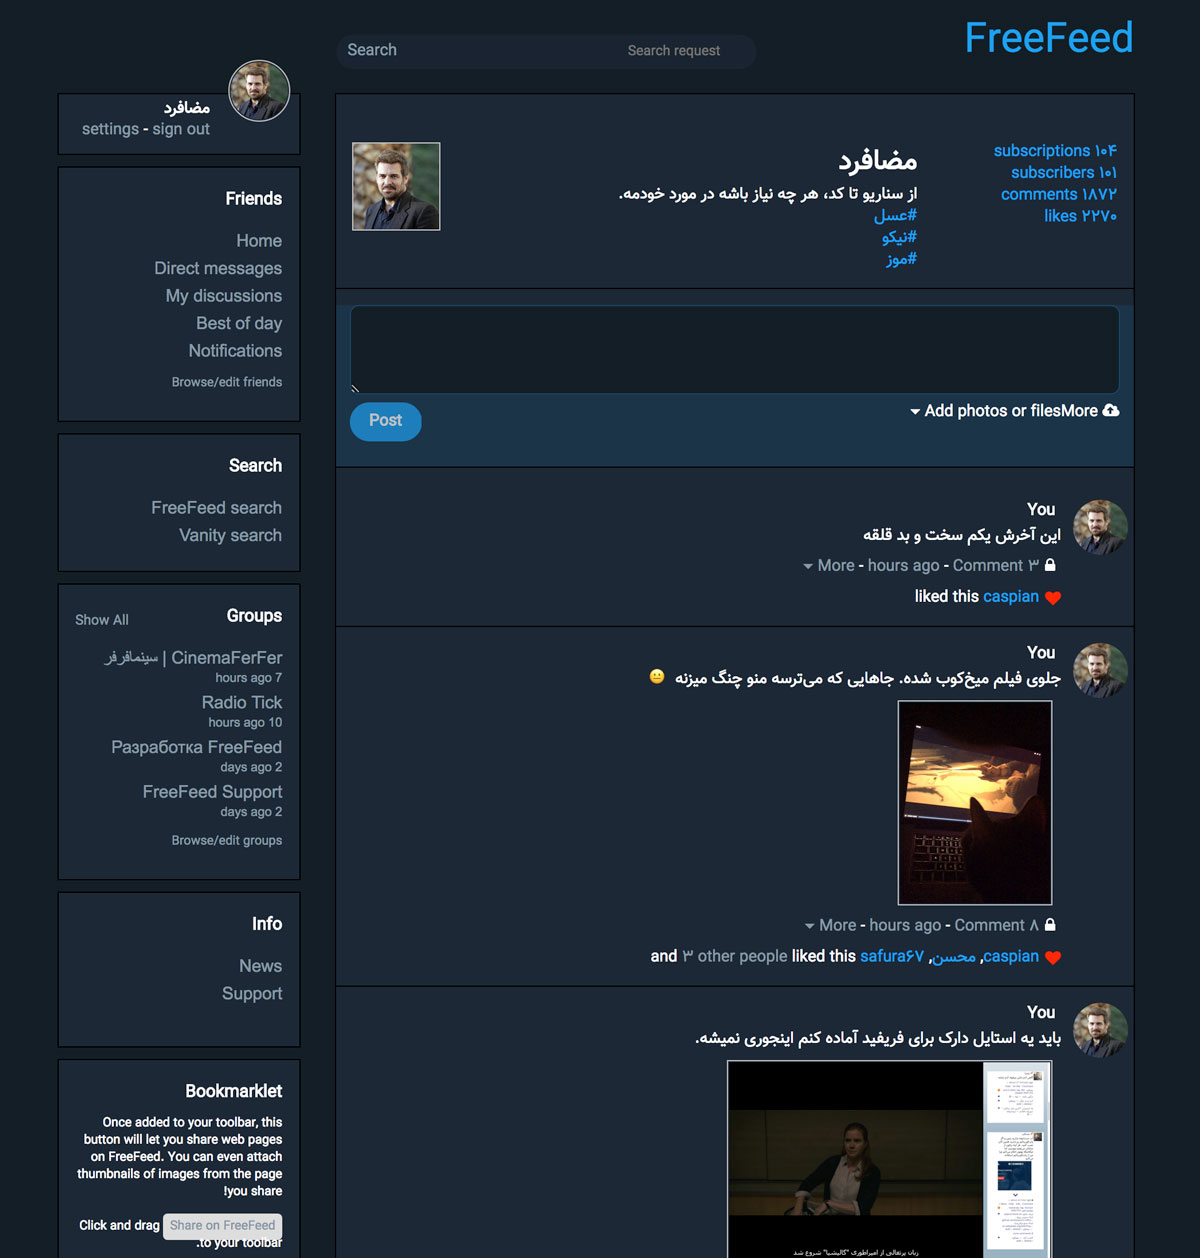 FreeFeed
Search
Search request
مضافرد
settings - sign out
Friends
Home
Direct messages
My discussions
Best of day
Notifications
Browse/edit friends
Search
FreeFeed search
Vanity search
Groups
Show All
CinemaFerFer | سینمافرفر
hours ago 7
Radio Tick
hours ago 10
Разработка FreeFeed
days ago 2
FreeFeed Support
days ago 2
Browse/edit groups
Info
News
Support
Bookmarklet
Once added to your toolbar, this
button will let you share web pages
on FreeFeed. You can even attach
thumbnails of images from the page
!you share
Click and drag Share on FreeFeed
.to your toolbar
مضافرد
از سناریو تا کد، هر چه نیاز باشه در مورد خودمه.
#عسل
#نیکو
#موز
subscriptions ۱۰۴
subscribers ۱۰۱
comments ۱۸۷۲
likes ۲۲۷۰
Post
Add photos or filesMore
You
این آخرش یکم سخت و بد قلقه
More - hours ago - Comment ۳
liked this caspian
You
جلوی فیلم میخ‌کوب شده. جاهایی که می‌ترسه منو چنگ میزنه 😐
More - hours ago - Comment ۸
and ۳ other people liked this safura۶۷ ,محسن ,caspian
You
باید یه استایل دارک برای فریفید آماده کنم اینجوری نمیشه.
زبان پرتغالی از امپراطوری "گالیشیا" شروع شد